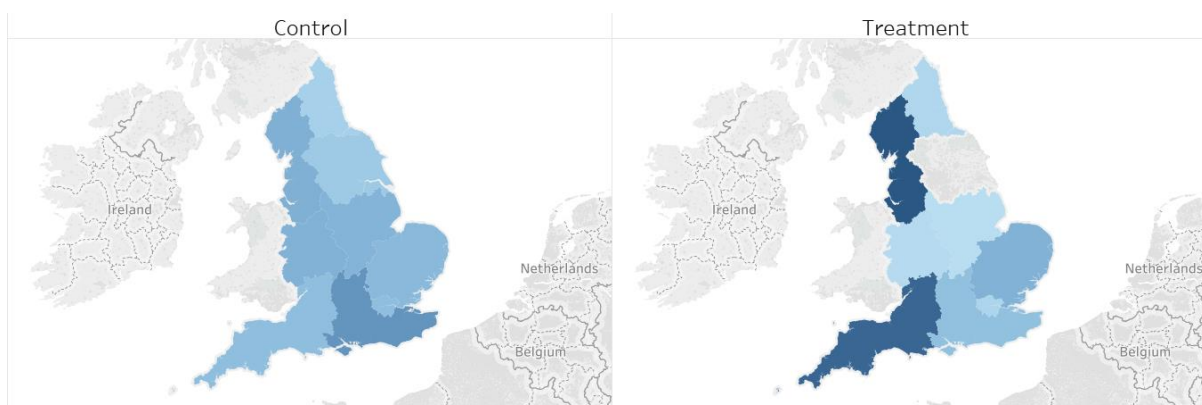 Control
Treatment
Ireland
Netherlands
Belgium
Ireland
Netherlands
Belgium